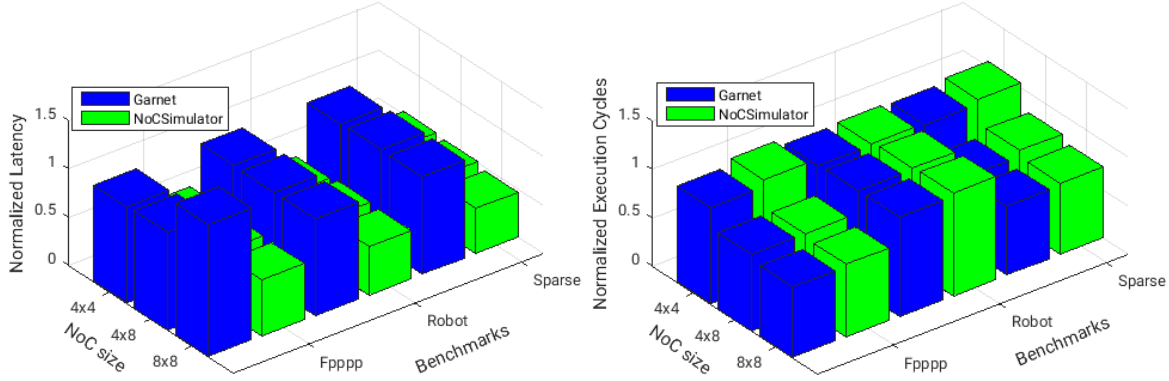 Normalized Latency
1.5
1
0.5
0
Garnet
NoCSimulator
4x4
4x8
8x8
NoC size
Fpppp
Robot
Sparse
Benchmarks
Normalized Execution Cycles
1.5
1
0.5
0
Garnet
NoCSimulator
4x4
4x8
8x8
NoC size
Fpppp
Robot
Sparse
Benchmarks